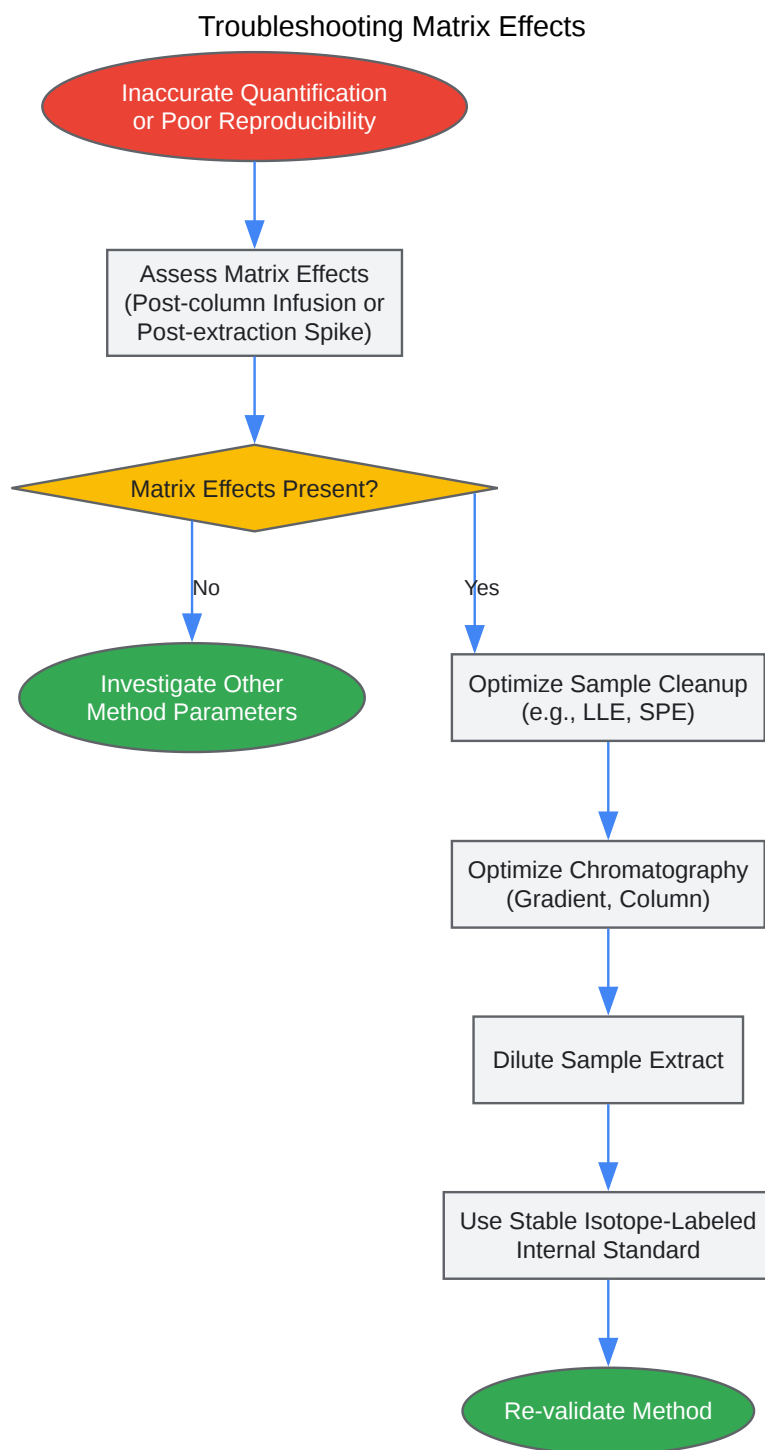 Troubleshooting Matrix Effects
Inaccurate Quantification
or Poor Reproducibility
Assess Matrix Effects
(Post-column Infusion or
Post-extraction Spike)
Matrix Effects Present?
No
Yes
Investigate Other
Method Parameters
Optimize Sample Cleanup
(e.g., LLE, SPE)
Optimize Chromatography
(Gradient, Column)
Dilute Sample Extract
Use Stable Isotope-Labeled
Internal Standard
Re-validate Method